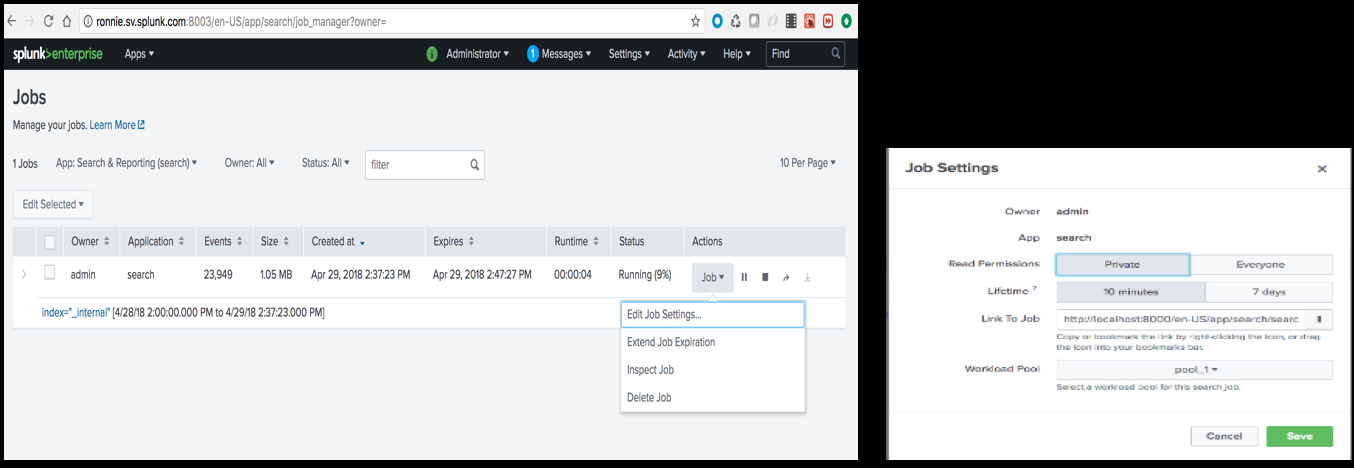 ronnie.sv.splunk.com:8003/en-US/app/search/job_manager?owner=
splunk>enterprise Apps Administrator 1 Messages Settings Activity Help Find
Jobs
Manage your jobs. Learn More
1 Jobs App: Search & Reporting (search) Owner: All Status: All filter 10 Per Page
Edit Selected
Owner Application Events Size Created at Expires Runtime Status Actions
admin search 23,949 1.05 MB Apr 29, 2018 2:37:23 PM Apr 29, 2018 2:47:27 PM 00:00:04 Running (9%) Job
index="_internal" [4/28/18 2:00:00.000 PM to 4/29/18 2:37:23.000 PM]
Edit Job Settings...
Extend Job Expiration
Inspect Job
Delete Job
Job Settings
Owner admin
App search
Read Permissions Private Everyone
Lifetime ? 10 minutes 7 days
Link To Job http://localhost:8000/en-US/app/search/searc
Copy or bookmark the link by right-clicking the icon, or drag
the icon into your bookmarks bar.
Workload Pool pool_1
Select a workload pool for this search job.
Cancel Save